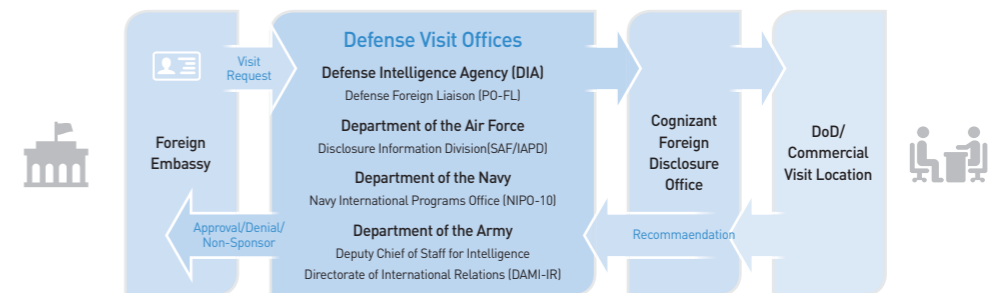 Visit
Request
Foreign
Embassy
Approval/Denial/
Non-Sponsor
Defense Visit Offices
Defense Intelligence Agency (DIA)
Defense Foreign Liaison (PO-FL)
Department of the Air Force
Disclosure Information Division(SAF/IAPD)
Department of the Navy
Navy International Programs Office (NIPO-10)
Department of the Army
Deputy Chief of Staff for Intelligence
Directorate of International Relations (DAMI-IR)
Cognizant
Foreign
Disclosure
Office
Recommaendation
DoD/
Commercial
Visit Location